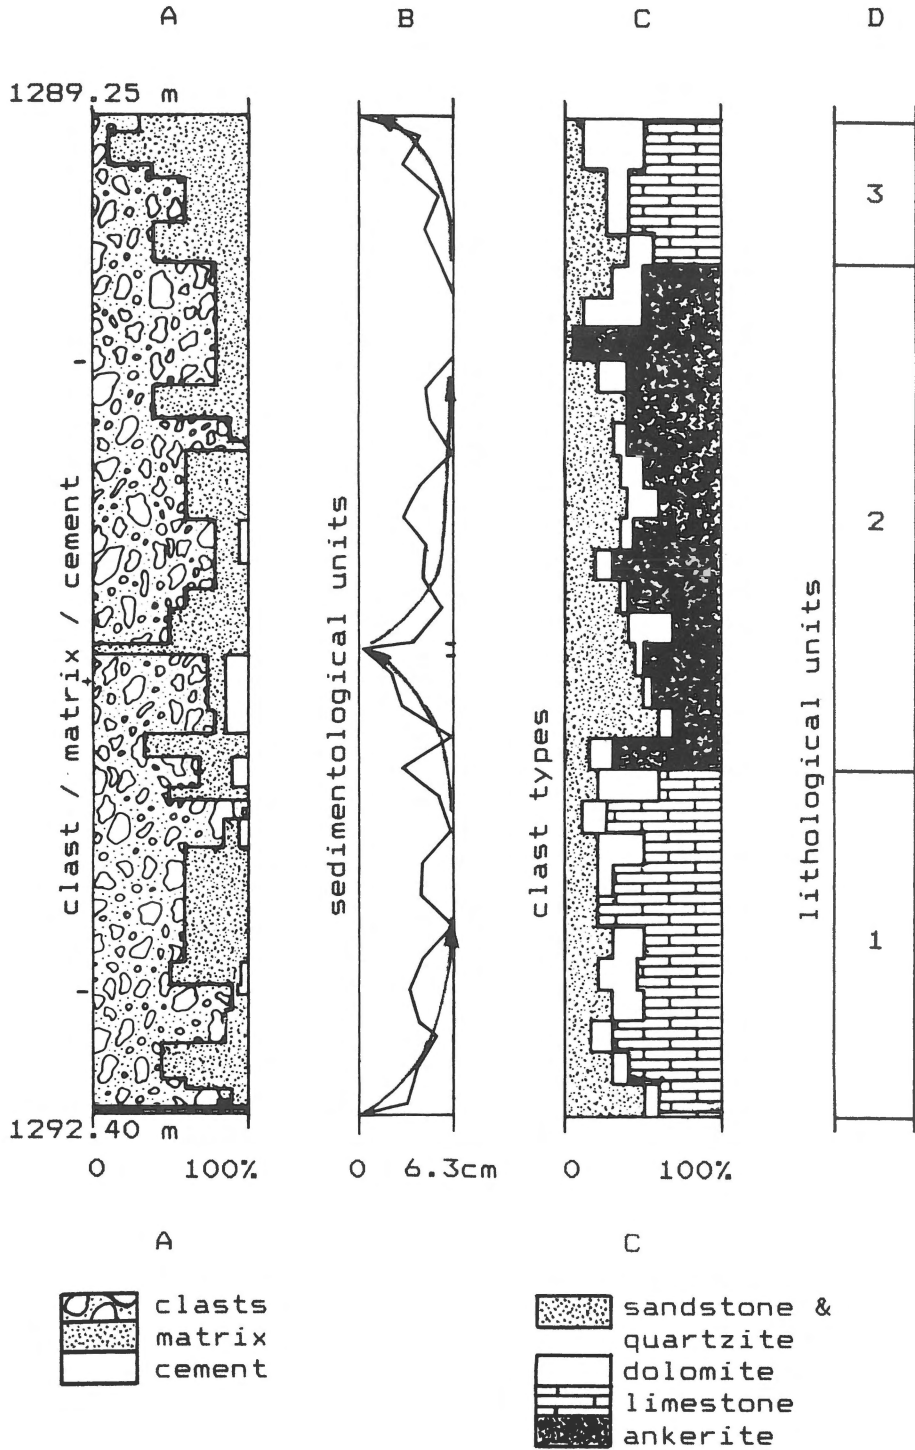 A B C D
1289.25 m
clast / matrix / cement
sedimentological units
clast types
lithological units
3
2
1
1292.40 m
0 100% 0 6.3cm 0 100%
A
clasts
matrix
cement
C
sandstone &
quartzite
dolomite
limestone
ankerite